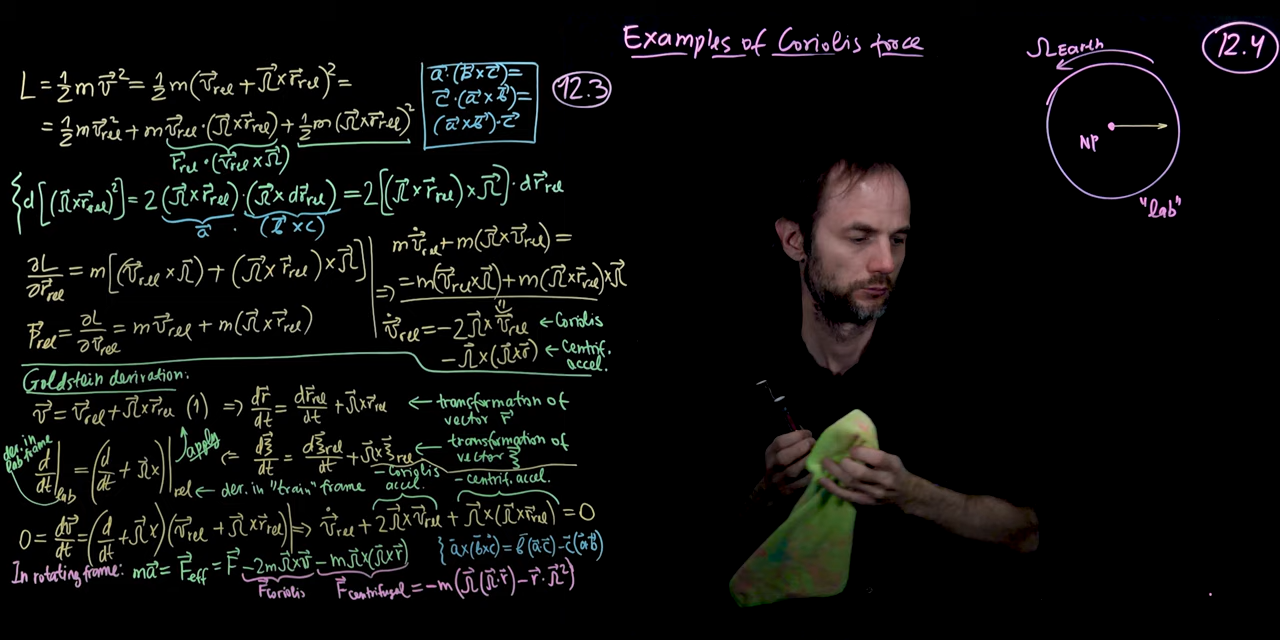 L = ½mv⃗² = ½m(v⃗rel + Ω⃗×r⃗rel)² =
= ½mv⃗rel² + mv⃗rel·(Ω⃗×r⃗rel) + ½m(Ω⃗×r⃗rel)²
r⃗rel·(v⃗rel×Ω⃗)
a⃗·(b⃗×c⃗)=
c⃗·(a⃗×b⃗)=
(a⃗×b⃗)·c⃗
12.3
{d[(Ω⃗×r⃗rel)²] = 2(Ω⃗×r⃗rel)·(Ω⃗×dr⃗rel) = 2[(Ω⃗×r⃗rel)×Ω⃗]·dr⃗rel
a⃗ · (b⃗×c)
∂L/∂r⃗rel = m[(v⃗rel×Ω⃗) + (Ω⃗×r⃗rel)×Ω⃗]
P⃗rel = ∂L/∂v⃗rel = mv⃗rel + m(Ω⃗×r⃗rel)
mv⃗̇rel + m(Ω⃗×v⃗rel) =
= m(v⃗rel×Ω⃗) + m(Ω⃗×r⃗rel)×Ω⃗
⇒ v⃗̇rel = −2Ω⃗×v⃗rel ← Coriolis
− Ω⃗×(Ω⃗×r⃗) ← Centrif. accel.
Goldstein derivation:
v⃗ = v⃗rel + Ω⃗×r⃗rel (1) ⇒ dr⃗/dt = dr⃗rel/dt + Ω⃗×r⃗rel ← transformation of vector r⃗
der. in lab frame
apply
⇐ dξ⃗/dt = dξ⃗rel/dt + Ω⃗×ξ⃗rel ← transformation of vector ξ⃗
d/dt|lab = (d/dt + Ω⃗×)|rel ← der. in "train" frame
− coriolis accel.
− centrif. accel.
0 = dv⃗/dt = (d/dt + Ω⃗×)(v⃗rel + Ω⃗×r⃗rel) ⇒ v⃗̇rel + 2Ω⃗×v⃗rel + Ω⃗×(Ω⃗×r⃗rel) = 0
{a⃗×(b⃗×c⃗) = b⃗(a⃗·c⃗) − c⃗(a⃗·b⃗)
In rotating frame: ma⃗ = F⃗eff = F⃗ −2mΩ⃗×v⃗ − mΩ⃗×(Ω⃗×r⃗)
F⃗coriolis F⃗centrifugal = −m(Ω⃗(Ω⃗·r⃗) − r⃗·Ω⃗²)
Examples of Coriolis force
12.4
Ω Earth
NP
"lab"